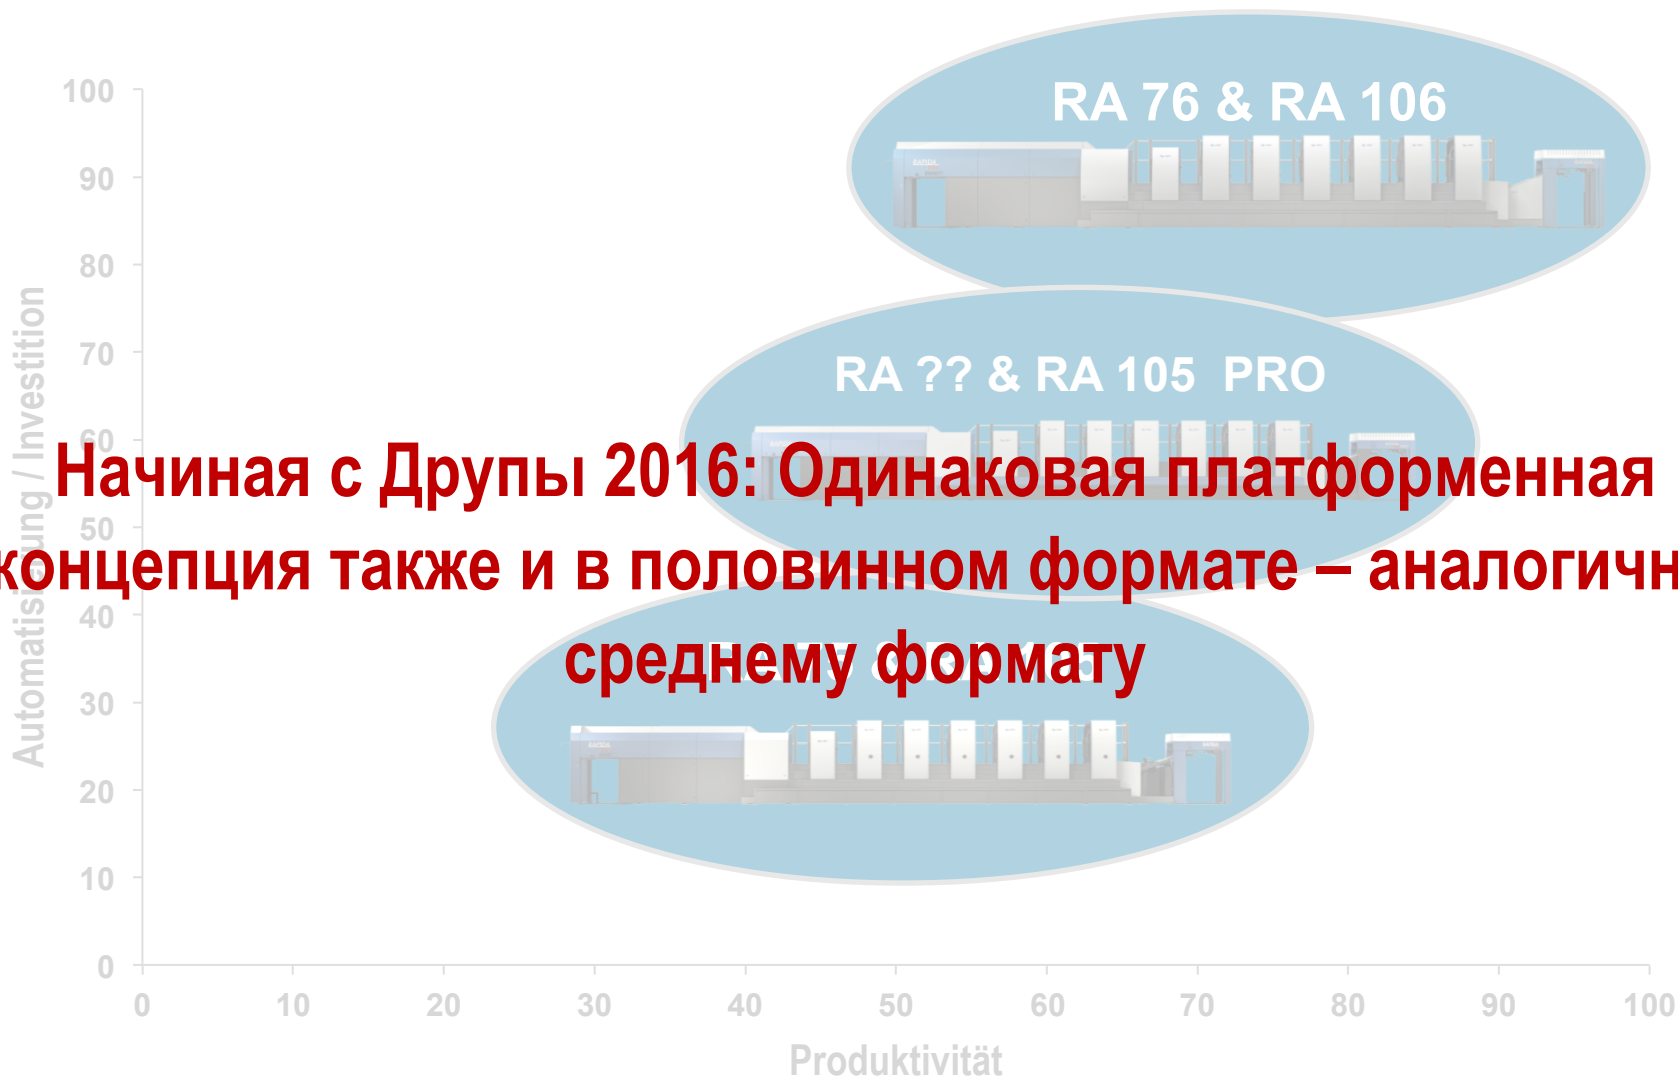 RA 76 & RA 106
RA ?? & RA 105 PRO
Начиная с Друпы 2016: Одинаковая платформенная
концепция также и в половинном формате – аналогичн
среднему формату
Automatisierung / Investition
100
90
80
70
60
50
40
30
20
10
0
0 10 20 30 40 50 60 70 80 90 100
Produktivität